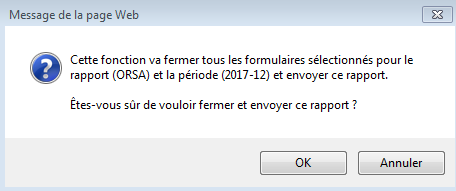 Message de la page Web
Cette fonction va fermer tous les formulaires sélectionnés pour le
rapport (ORSA) et la période (2017-12) et envoyer ce rapport.
Êtes-vous sûr de vouloir fermer et envoyer ce rapport ?
OK
Annuler